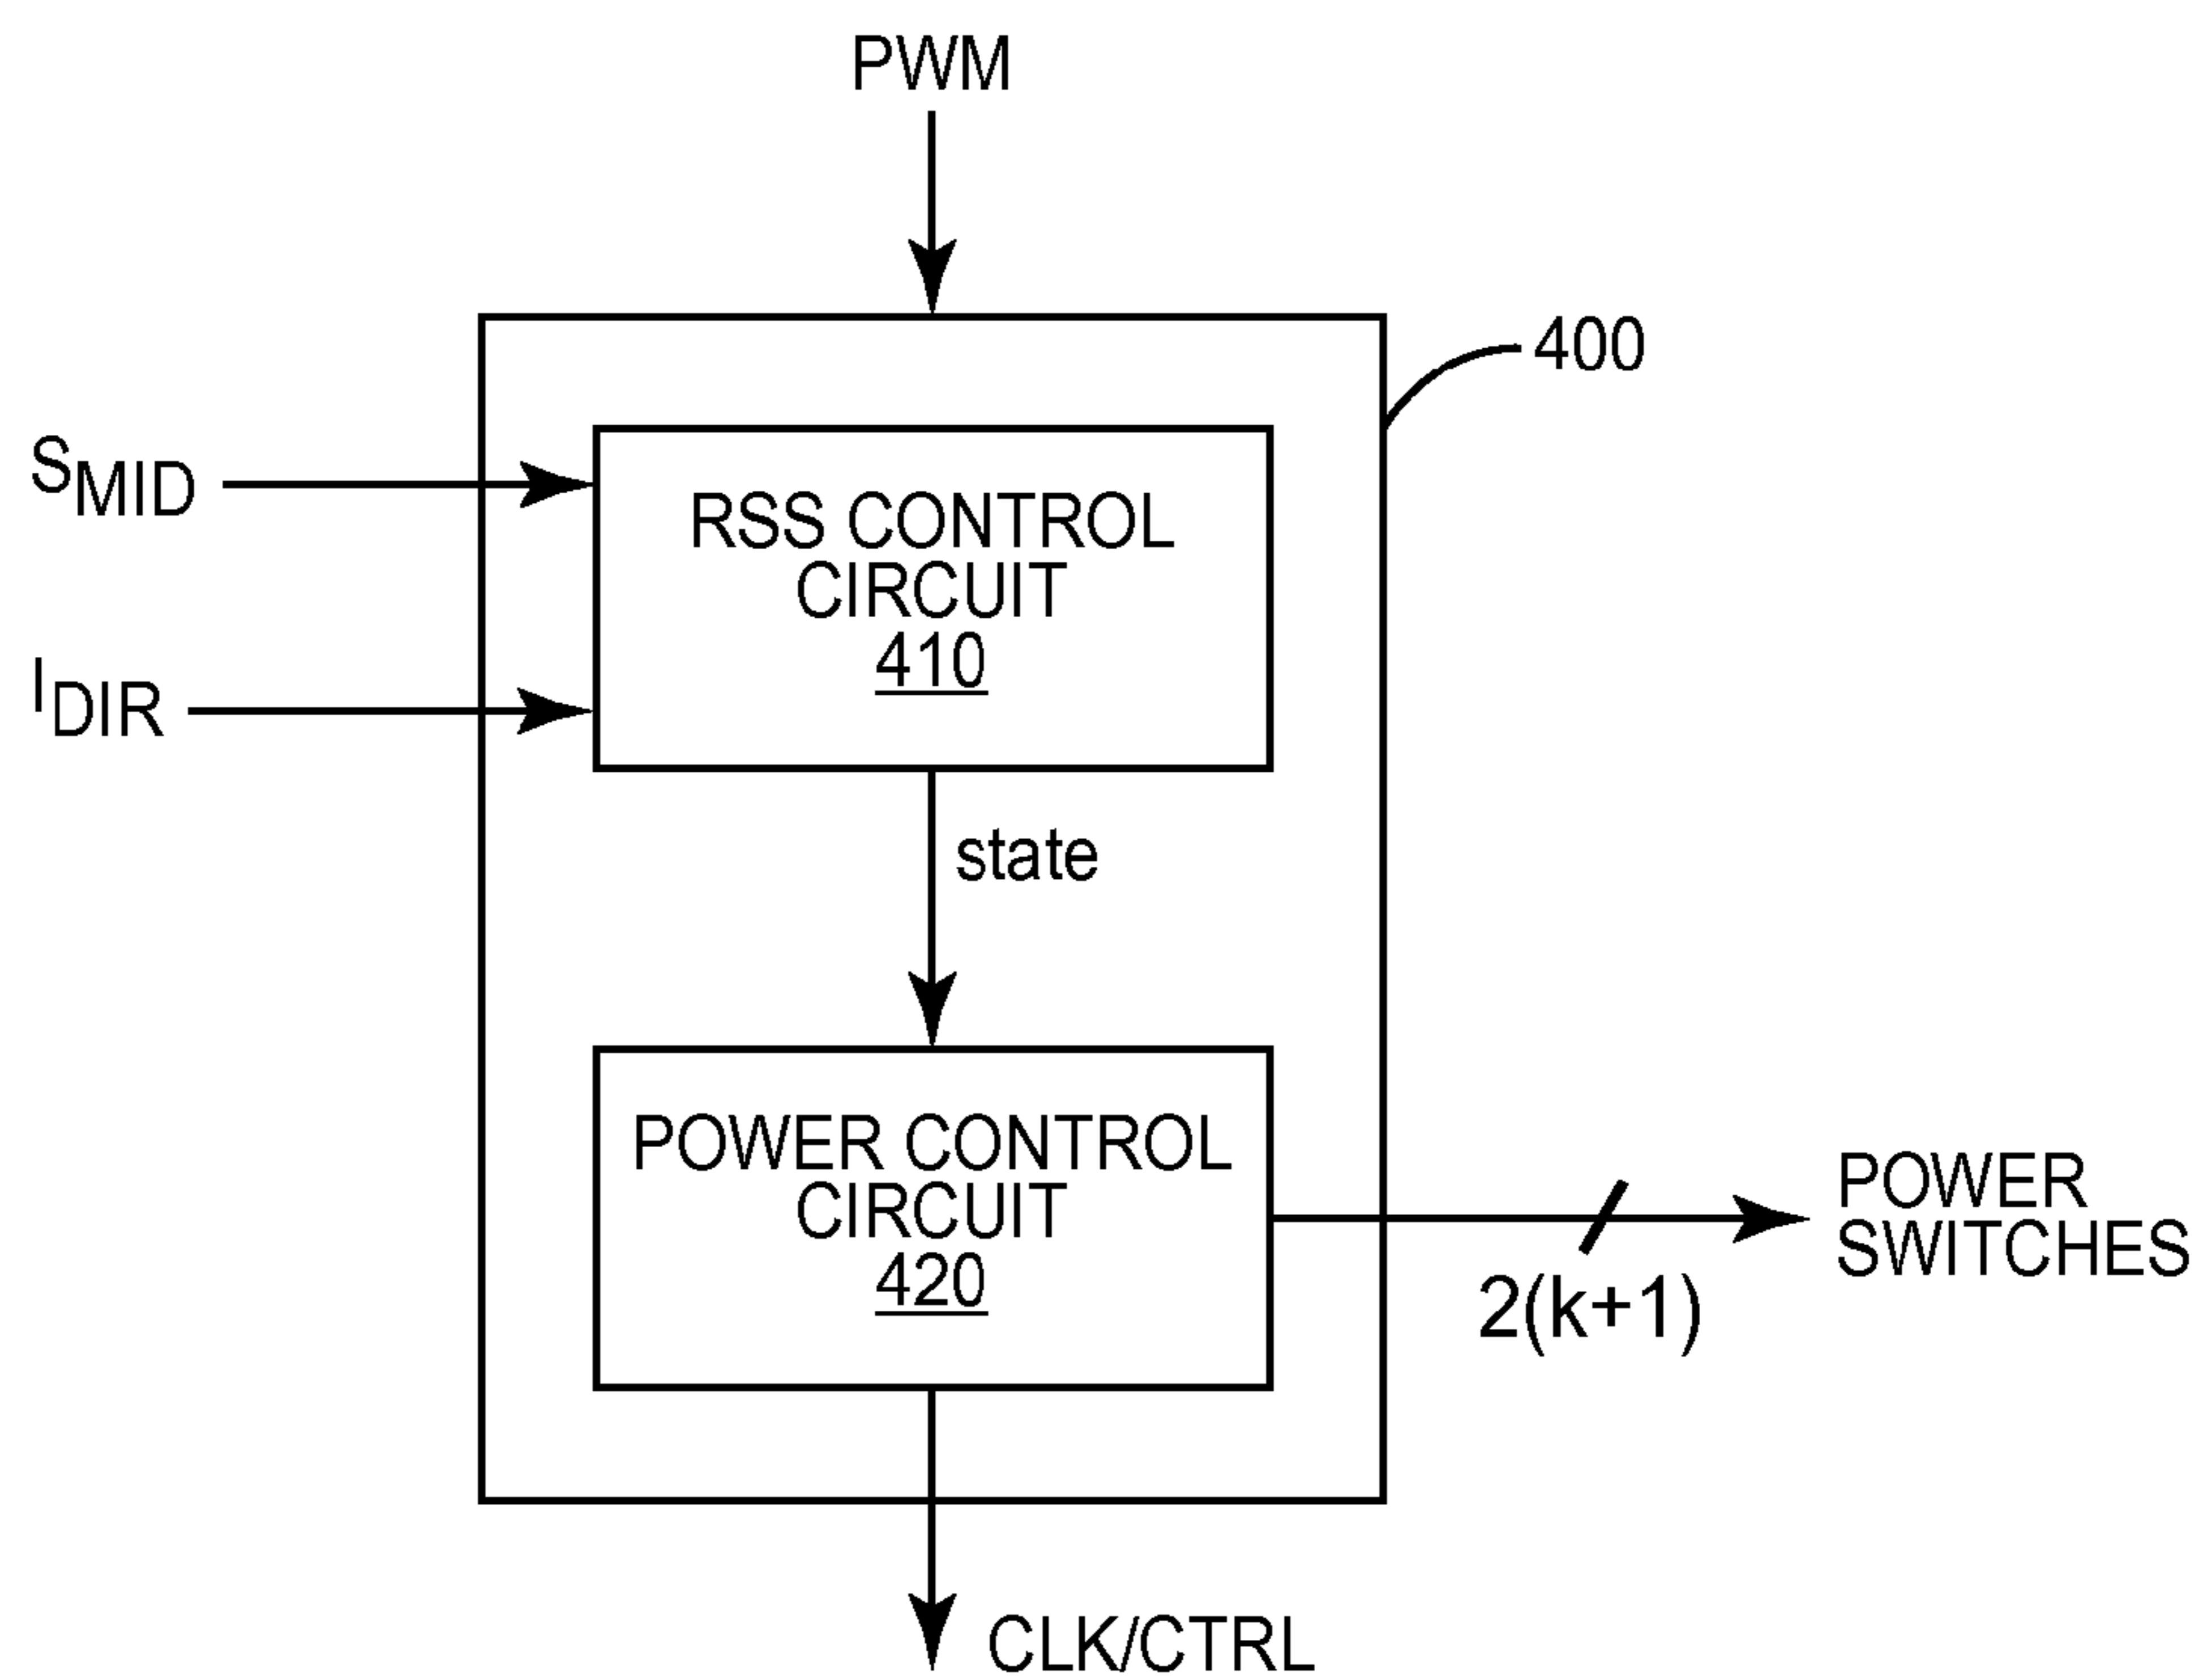 PWM
400
SMID
RSS CONTROL
CIRCUIT
410
IDIR
state
POWER CONTROL
CIRCUIT
420
POWER
SWITCHES
2(k+1)
CLK/CTRL